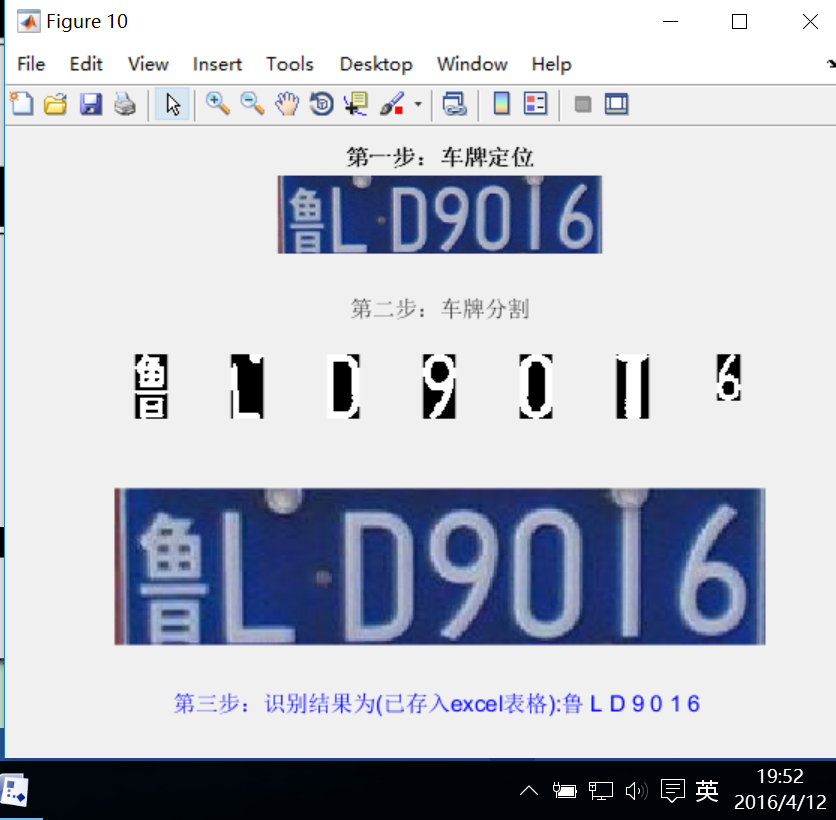 Figure 10
File Edit View Insert Tools Desktop Window Help
第一步：车牌定位
鲁L·D9016
第二步：车牌分割
鲁 L D 9 0 1 6
鲁L·D9016
第三步：识别结果为(已存入excel表格):鲁 L D 9 0 1 6
英
19:52
2016/4/12